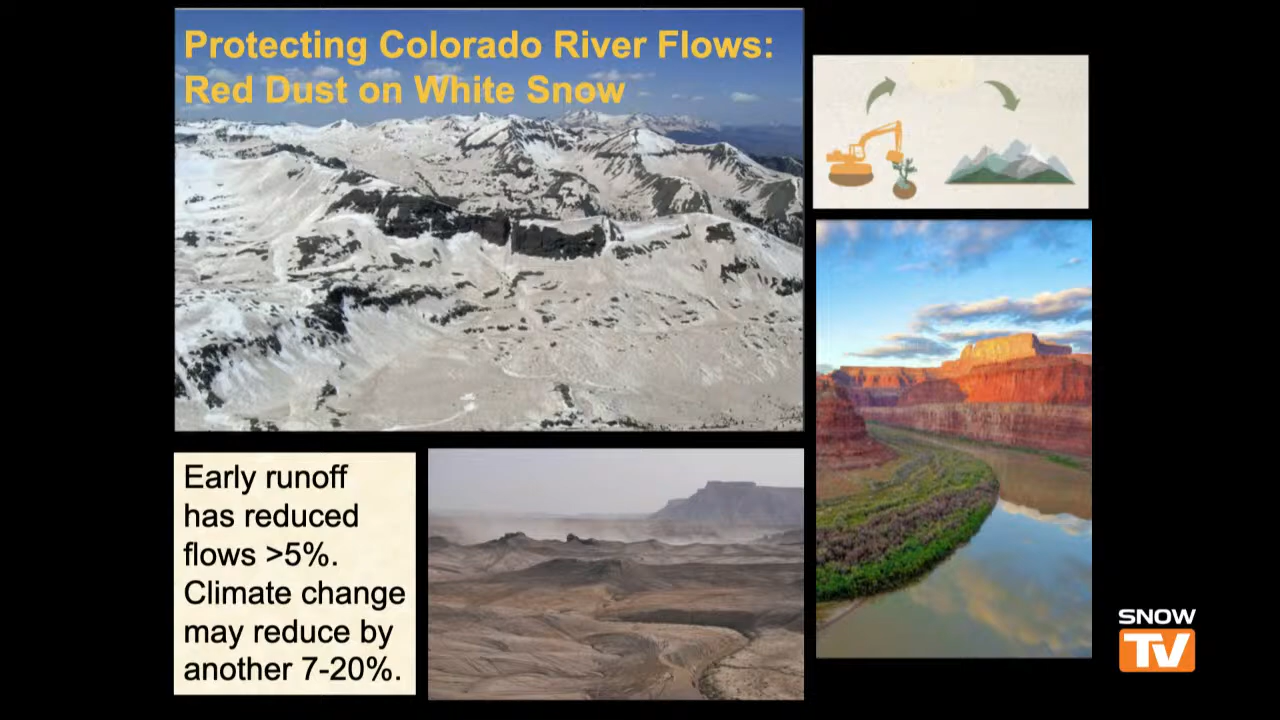 Protecting Colorado River Flows:
Red Dust on White Snow
Early runoff
has reduced
flows >5%.
Climate change
may reduce by
another 7-20%.
SNOW
TV